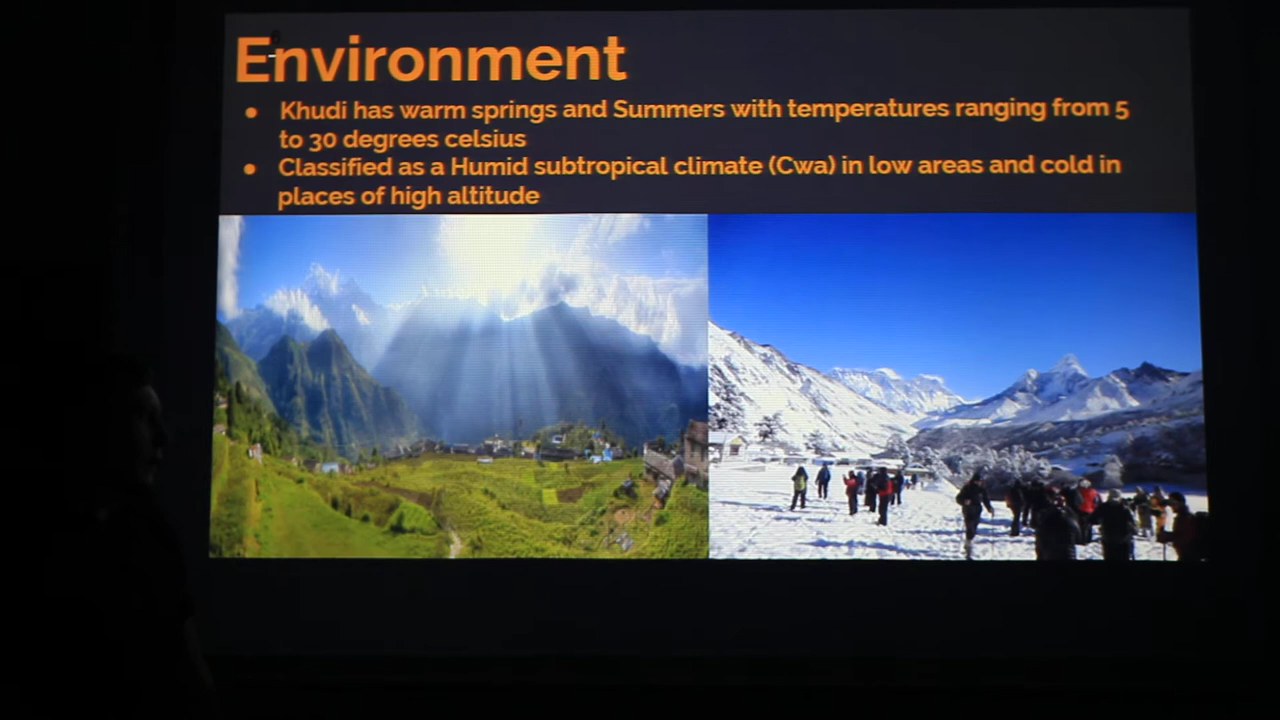 Environment
● Khudi has warm springs and Summers with temperatures ranging from 5
to 30 degrees celsius
● Classified as a Humid subtropical climate (Cwa) in low areas and cold in
places of high altitude